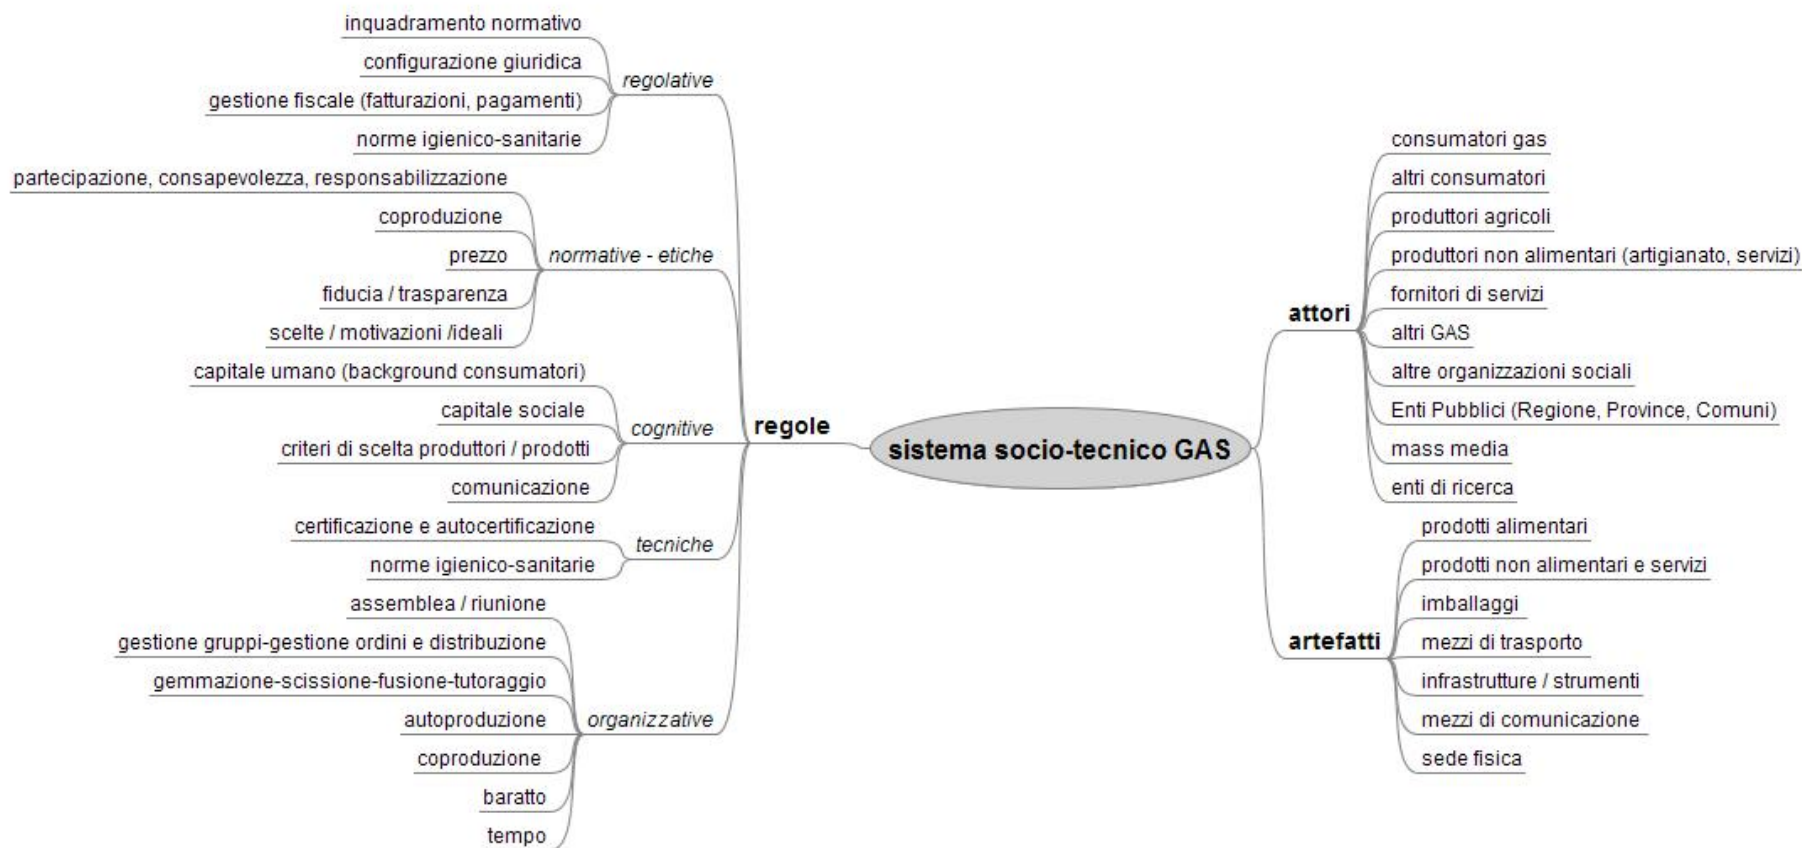 inquadramento normativo
configurazione giuridica
gestione fiscale (fatturazioni, pagamenti)
norme igienico-sanitarie
regolative
partecipazione, consapevolezza, responsabilizzazione
coproduzione
prezzo
fiducia / trasparenza
scelte / motivazioni /ideali
normative - etiche
capitale umano (background consumatori)
capitale sociale
criteri di scelta produttori / prodotti
comunicazione
cognitive
certificazione e autocertificazione
norme igienico-sanitarie
tecniche
assemblea / riunione
gestione gruppi-gestione ordini e distribuzione
gemmazione-scissione-fusione-tutoraggio
autoproduzione
coproduzione
baratto
tempo
organizzative
regole
sistema socio-tecnico GAS
attori
consumatori gas
altri consumatori
produttori agricoli
produttori non alimentari (artigianato, servizi)
fornitori di servizi
altri GAS
altre organizzazioni sociali
Enti Pubblici (Regione, Province, Comuni)
mass media
enti di ricerca
artefatti
prodotti alimentari
prodotti non alimentari e servizi
imballaggi
mezzi di trasporto
infrastrutture / strumenti
mezzi di comunicazione
sede fisica